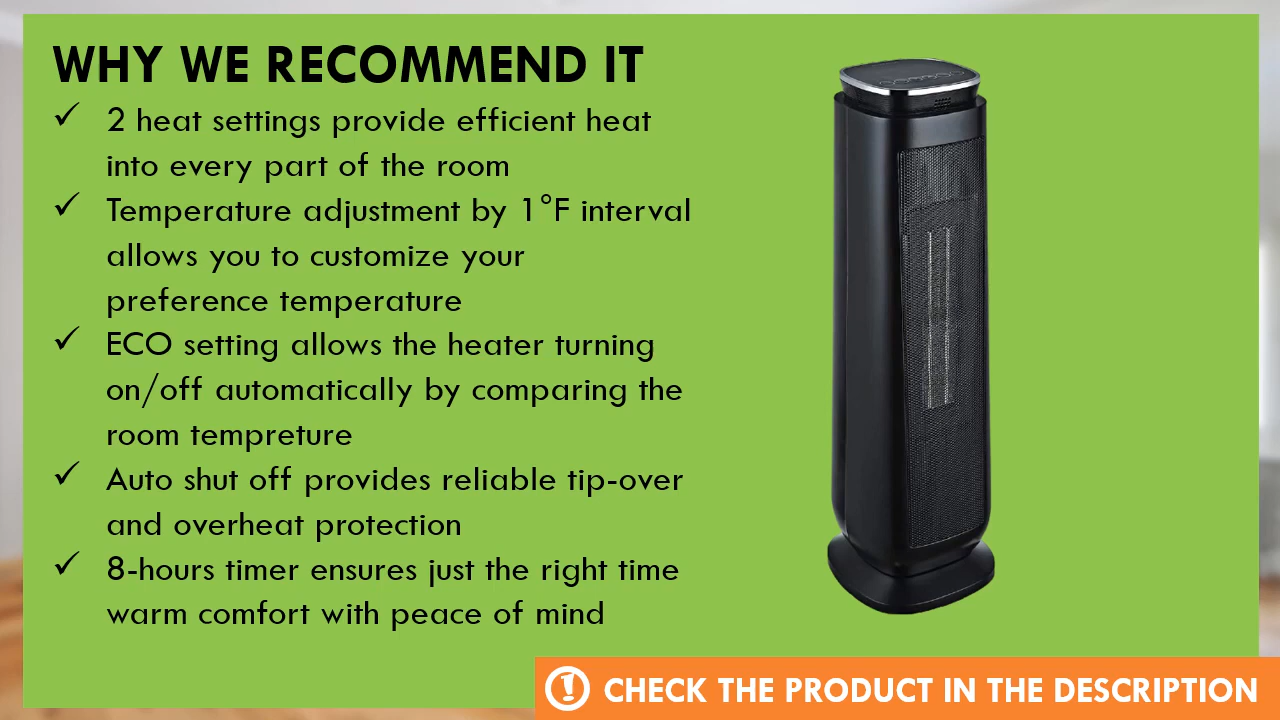 WHY WE RECOMMEND IT
✓ 2 heat settings provide efficient heat
into every part of the room
✓ Temperature adjustment by 1°F interval
allows you to customize your
preference temperature
✓ ECO setting allows the heater turning
on/off automatically by comparing the
room tempreture
✓ Auto shut off provides reliable tip-over
and overheat protection
✓ 8-hours timer ensures just the right time
warm comfort with peace of mind
! CHECK THE PRODUCT IN THE DESCRIPTION